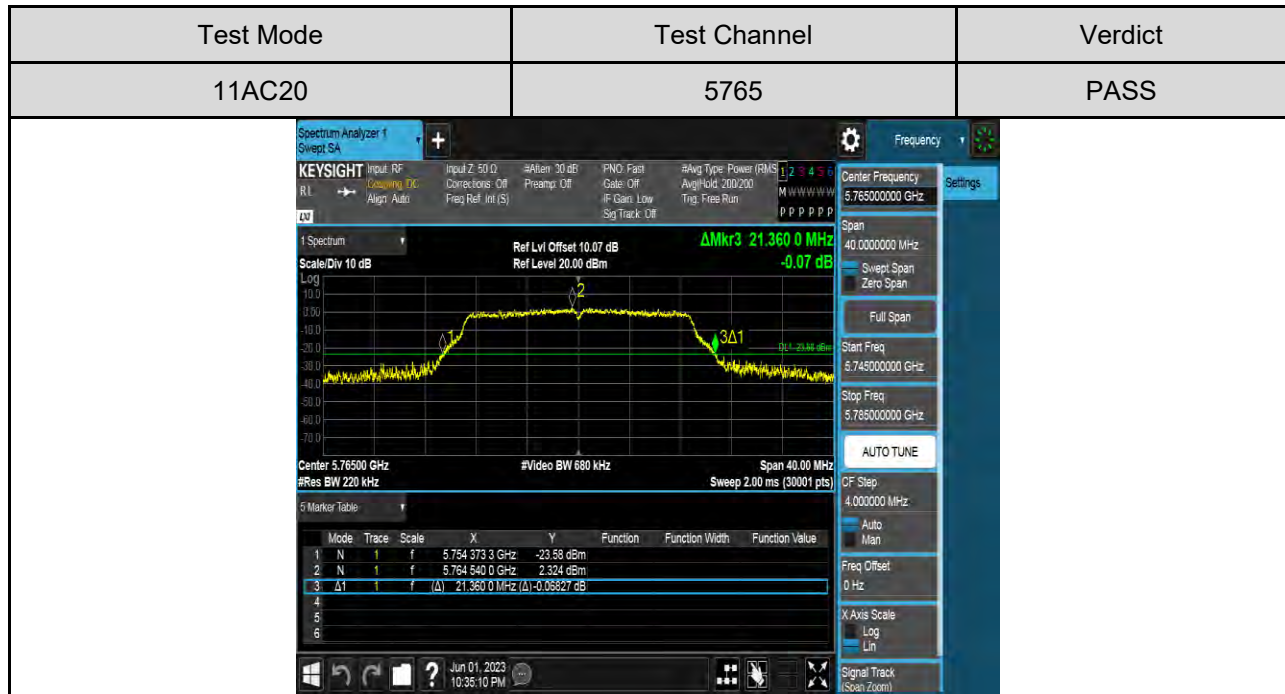 Test Mode Test Channel Verdict
11AC20 5765 PASS
Spectrum Analyzer 1
Swept SA
+
Frequency
KEYSIGHT Input: RF Input Z: 50 Ω #Atten: 30 dB PNO: Fast #Avg Type: Power (RMS 1 2 3 4 5 6
RL Coupling: DC Corrections: Off Preamp: Off Gate: Off Avg|Hold: 200/200 M W W W W W
Align: Auto Freq Ref: Int (S) IF Gain: Low Trig: Free Run
LXI Sig Track: Off P P P P P P
Center Frequency
5.765000000 GHz
Settings
1 Spectrum
Scale/Div 10 dB
Ref Lvl Offset 10.07 dB
Ref Level 20.00 dBm
ΔMkr3 21.360 0 MHz
-0.07 dB
Log
10.0
0.00
-10.0
-20.0
-30.0
-40.0
-50.0
-60.0
-70.0
1
2
3Δ1
Center 5.76500 GHz #Video BW 680 kHz Span 40.00 MHz
#Res BW 220 kHz Sweep 2.00 ms (30001 pts)
Span
40.0000000 MHz
Swept Span
Zero Span
Full Span
Start Freq
5.745000000 GHz
Stop Freq
5.785000000 GHz
AUTO TUNE
CF Step
4.000000 MHz
Auto
Man
Freq Offset
0 Hz
X Axis Scale
Log
Lin
Signal Track
(Span Zoom)
5 Marker Table
Mode Trace Scale X Y Function Function Width Function Value
1 N 1 f 5.754 373 3 GHz -23.58 dBm
2 N 1 f 5.764 540 0 GHz 2.324 dBm
3 Δ1 1 f (Δ) 21.360 0 MHz (Δ) -0.06827 dB
4
5
6
? Jun 01, 2023
10:35:10 PM